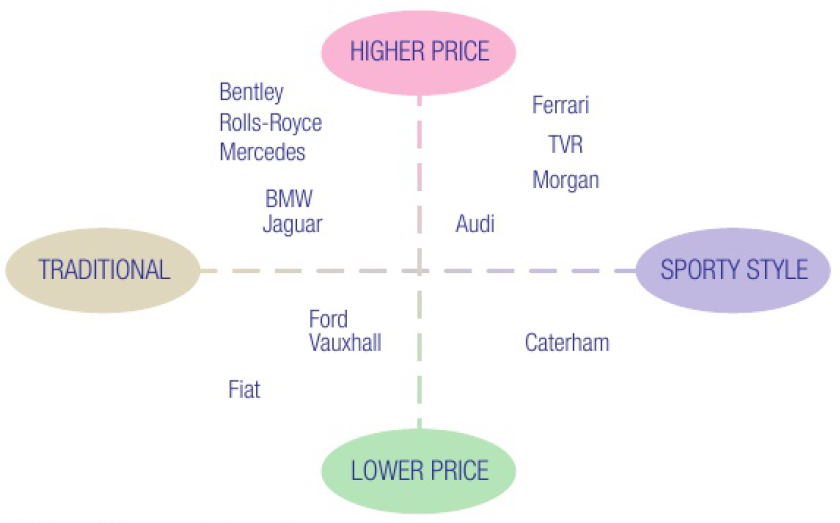 HIGHER PRICE
Bentley
Rolls-Royce
Mercedes
BMW
Jaguar
Ferrari
TVR
Morgan
Audi
TRADITIONAL
SPORTY STYLE
Ford
Vauxhall
Fiat
Caterham
LOWER PRICE